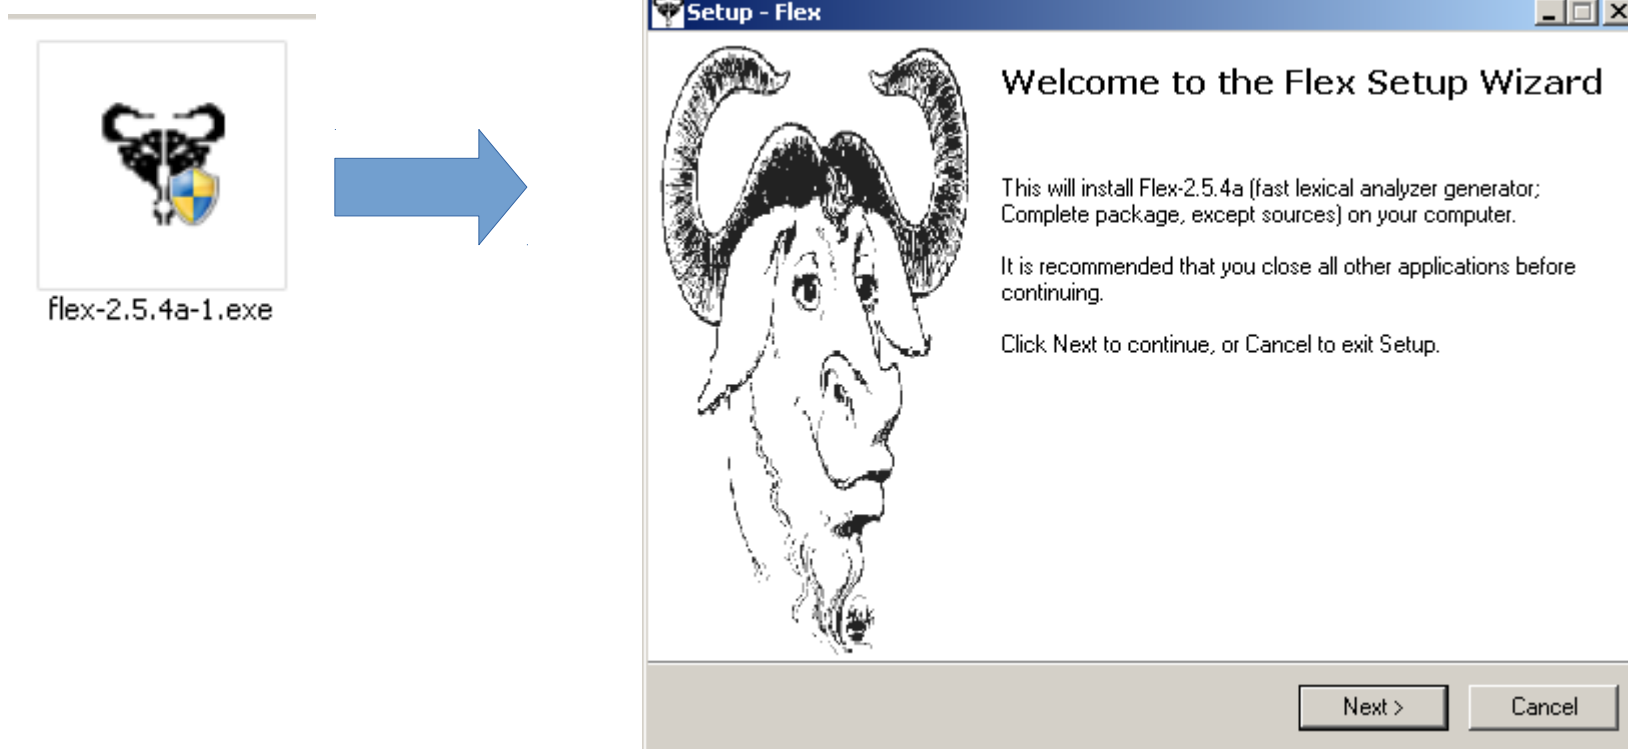 flex-2.5.4a-1.exe
Setup - Flex
Welcome to the Flex Setup Wizard
This will install Flex-2.5.4a (fast lexical analyzer generator;
Complete package, except sources) on your computer.
It is recommended that you close all other applications before
continuing.
Click Next to continue, or Cancel to exit Setup.
Next >
Cancel